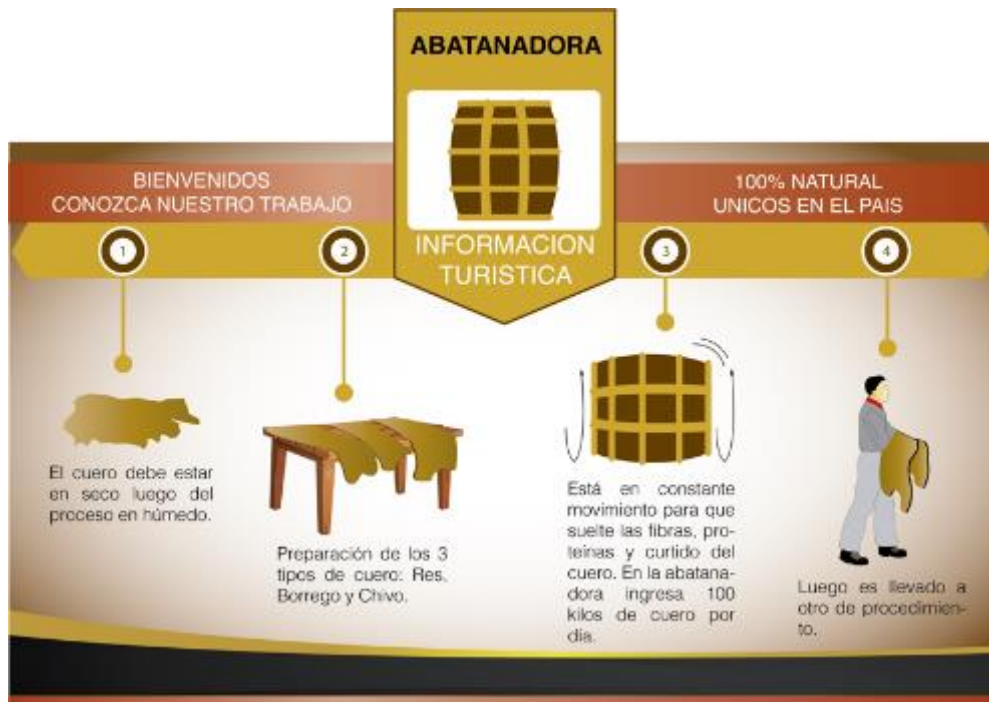 ABATANADORA
INFORMACION
TURISTICA
BIENVENIDOS
CONOZCA NUESTRO TRABAJO
100% NATURAL
UNICOS EN EL PAIS
1
El cuero debe estar
en seco luego del
proceso en húmedo.
2
Preparación de los 3
tipos de cuero: Res,
Borrego y Chivo.
3
Está en constante
movimiento para que
suelte las fibras, pro-
teinas y curtido del
cuero. En la abatana-
dora ingresa 100
kilos de cuero por
día.
4
Luego es llevado a
otro de procedimien-
to.